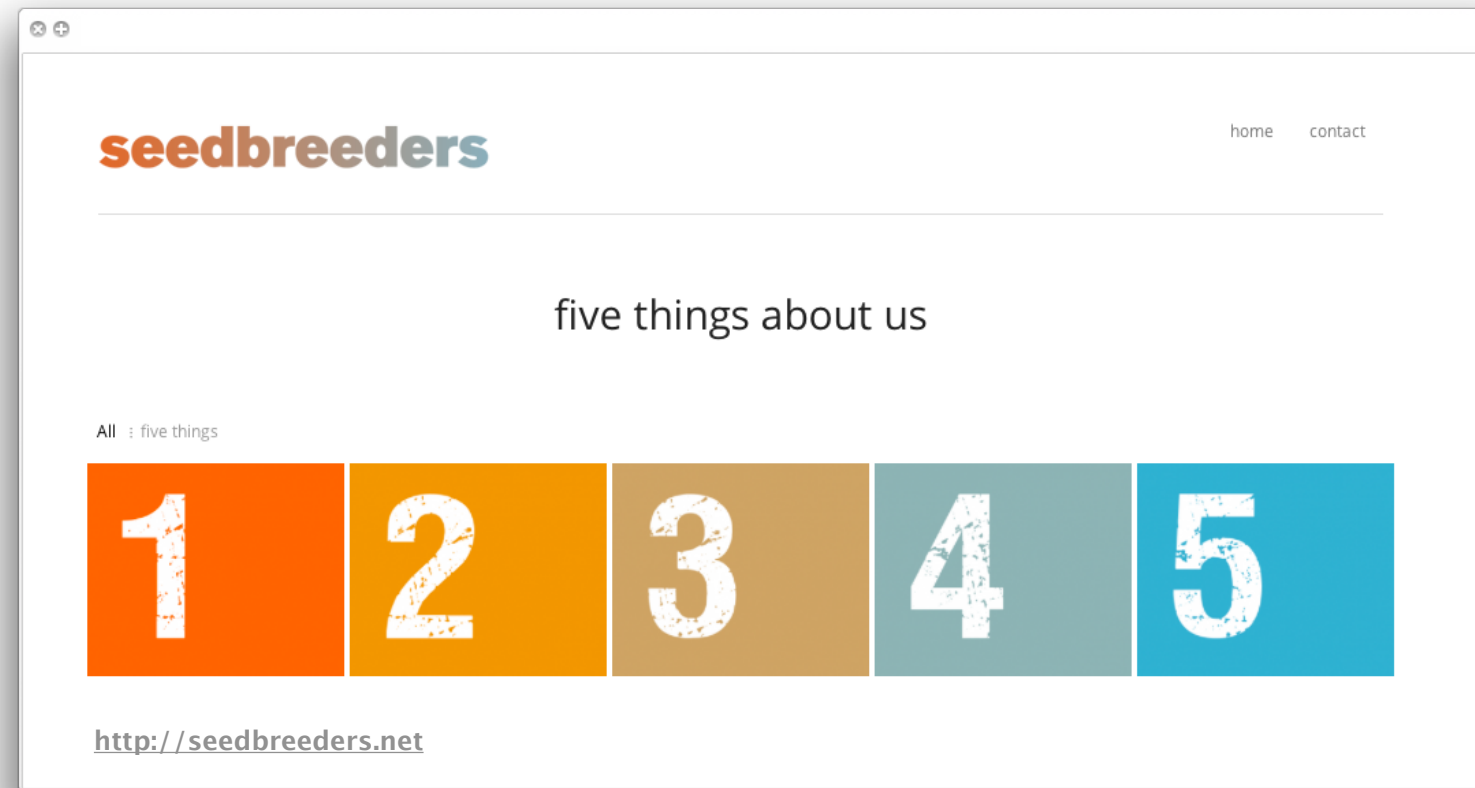 seedbreeders
home contact
five things about us
All ⋮ five things
1 2 3 4 5
http://seedbreeders.net